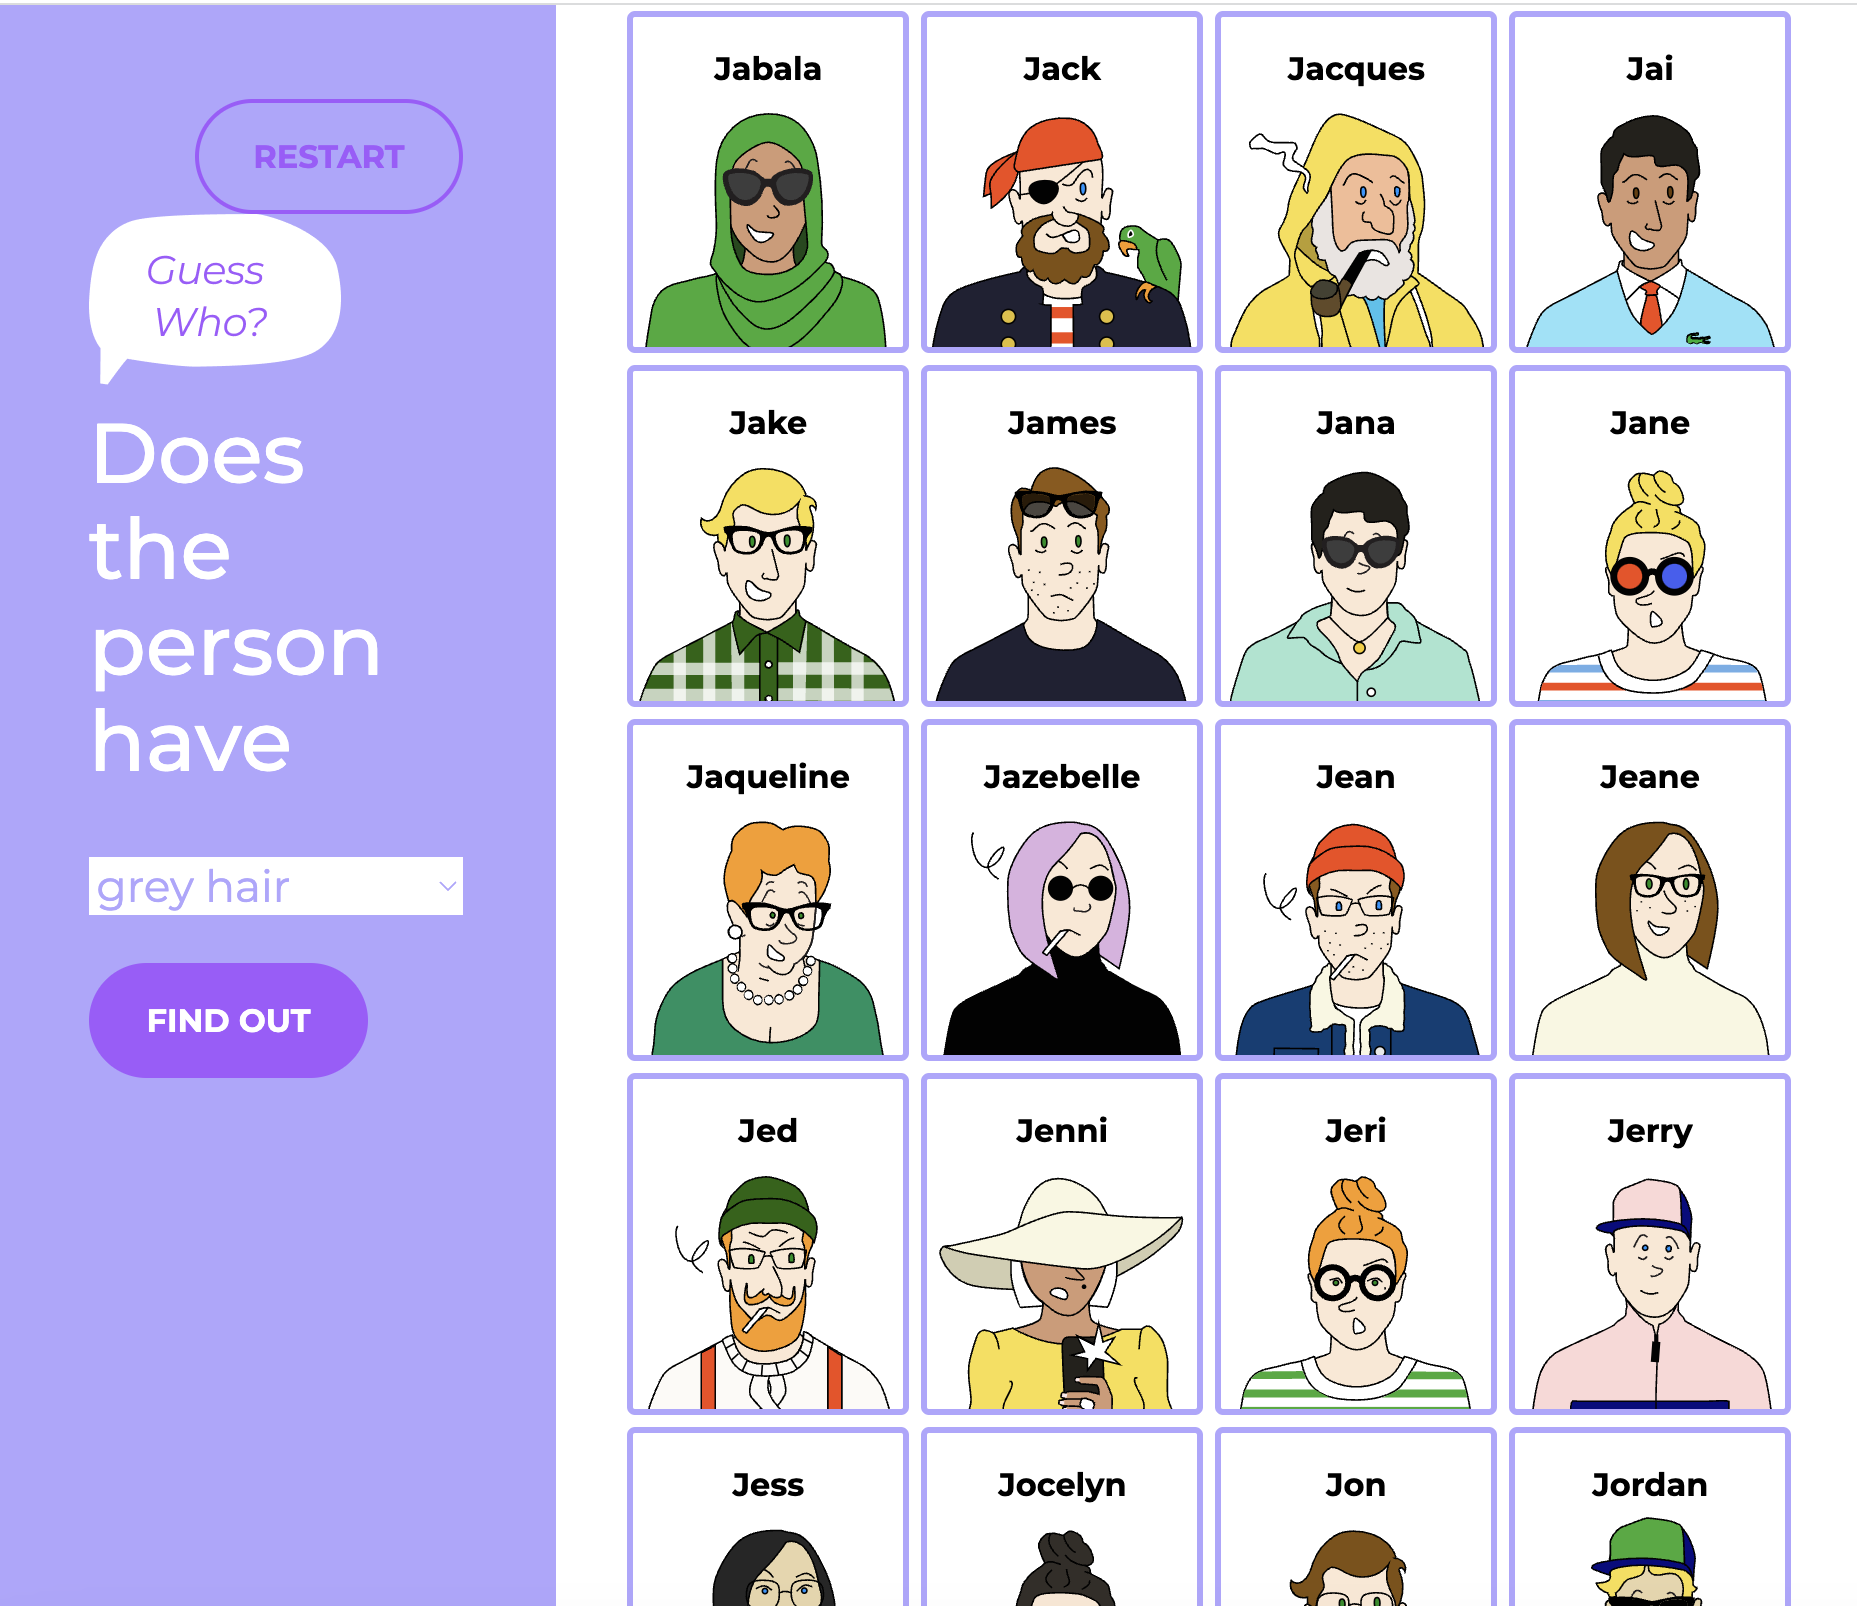 RESTART
Guess
Who?
Does
the
person
have
grey hair
FIND OUT
Jabala
Jack
Jacques
Jai
Jake
James
Jana
Jane
Jaqueline
Jazebelle
Jean
Jeane
Jed
Jenni
Jeri
Jerry
Jess
Jocelyn
Jon
Jordan